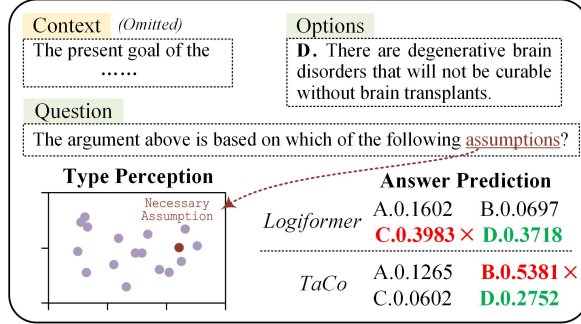 Context (Omitted)
The present goal of the
......
Options
D. There are degenerative brain
disorders that will not be curable
without brain transplants.
Question
The argument above is based on which of the following assumptions?
Type Perception
Necessary
Assumption
Answer Prediction
Logiformer
A.0.1602 B.0.0697
C.0.3983 × D.0.3718
TaCo
A.0.1265 B.0.5381 ×
C.0.0602 D.0.2752